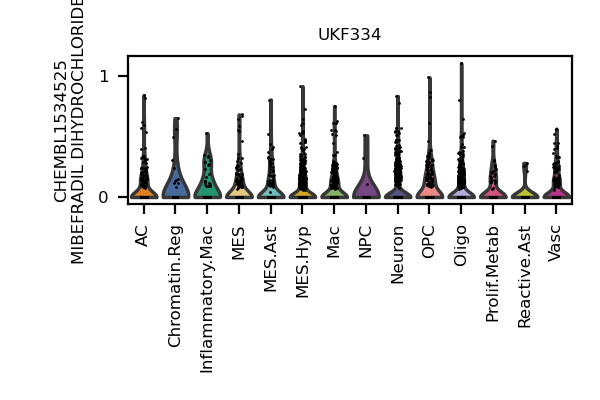 UKF334
CHEMBL1534525
MIBEFRADIL DIHYDROCHLORIDE
1
0
AC
Chromatin.Reg
Inflammatory.Mac
MES
MES.Ast
MES.Hyp
Mac
NPC
Neuron
OPC
Oligo
Prolif.Metab
Reactive.Ast
Vasc